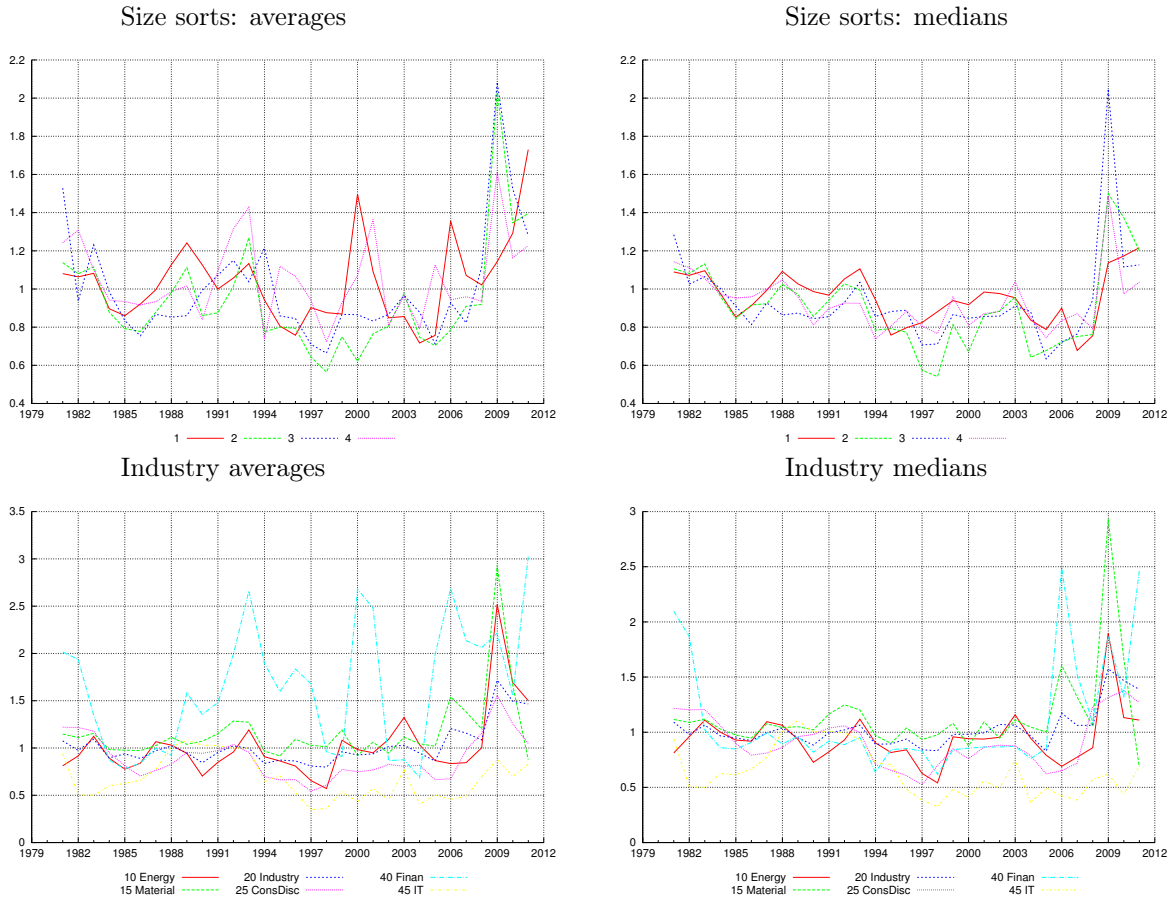 Size sorts: averages
2.2
2
1.8
1.6
1.4
1.2
1
0.8
0.6
0.4
1979 1982 1985 1988 1991 1994 1997 2000 2003 2006 2009 2012
1 2 3 4
Size sorts: medians
2.2
2
1.8
1.6
1.4
1.2
1
0.8
0.6
0.4
1979 1982 1985 1988 1991 1994 1997 2000 2003 2006 2009 2012
1 2 3 4
Industry averages
3.5
3
2.5
2
1.5
1
0.5
0
1979 1982 1985 1988 1991 1994 1997 2000 2003 2006 2009 2012
10 Energy 20 Industry 40 Finan
15 Material 25 ConsDisc 45 IT
Industry medians
3
2.5
2
1.5
1
0.5
0
1979 1982 1985 1988 1991 1994 1997 2000 2003 2006 2009 2012
10 Energy 20 Industry 40 Finan
15 Material 25 ConsDisc 45 IT